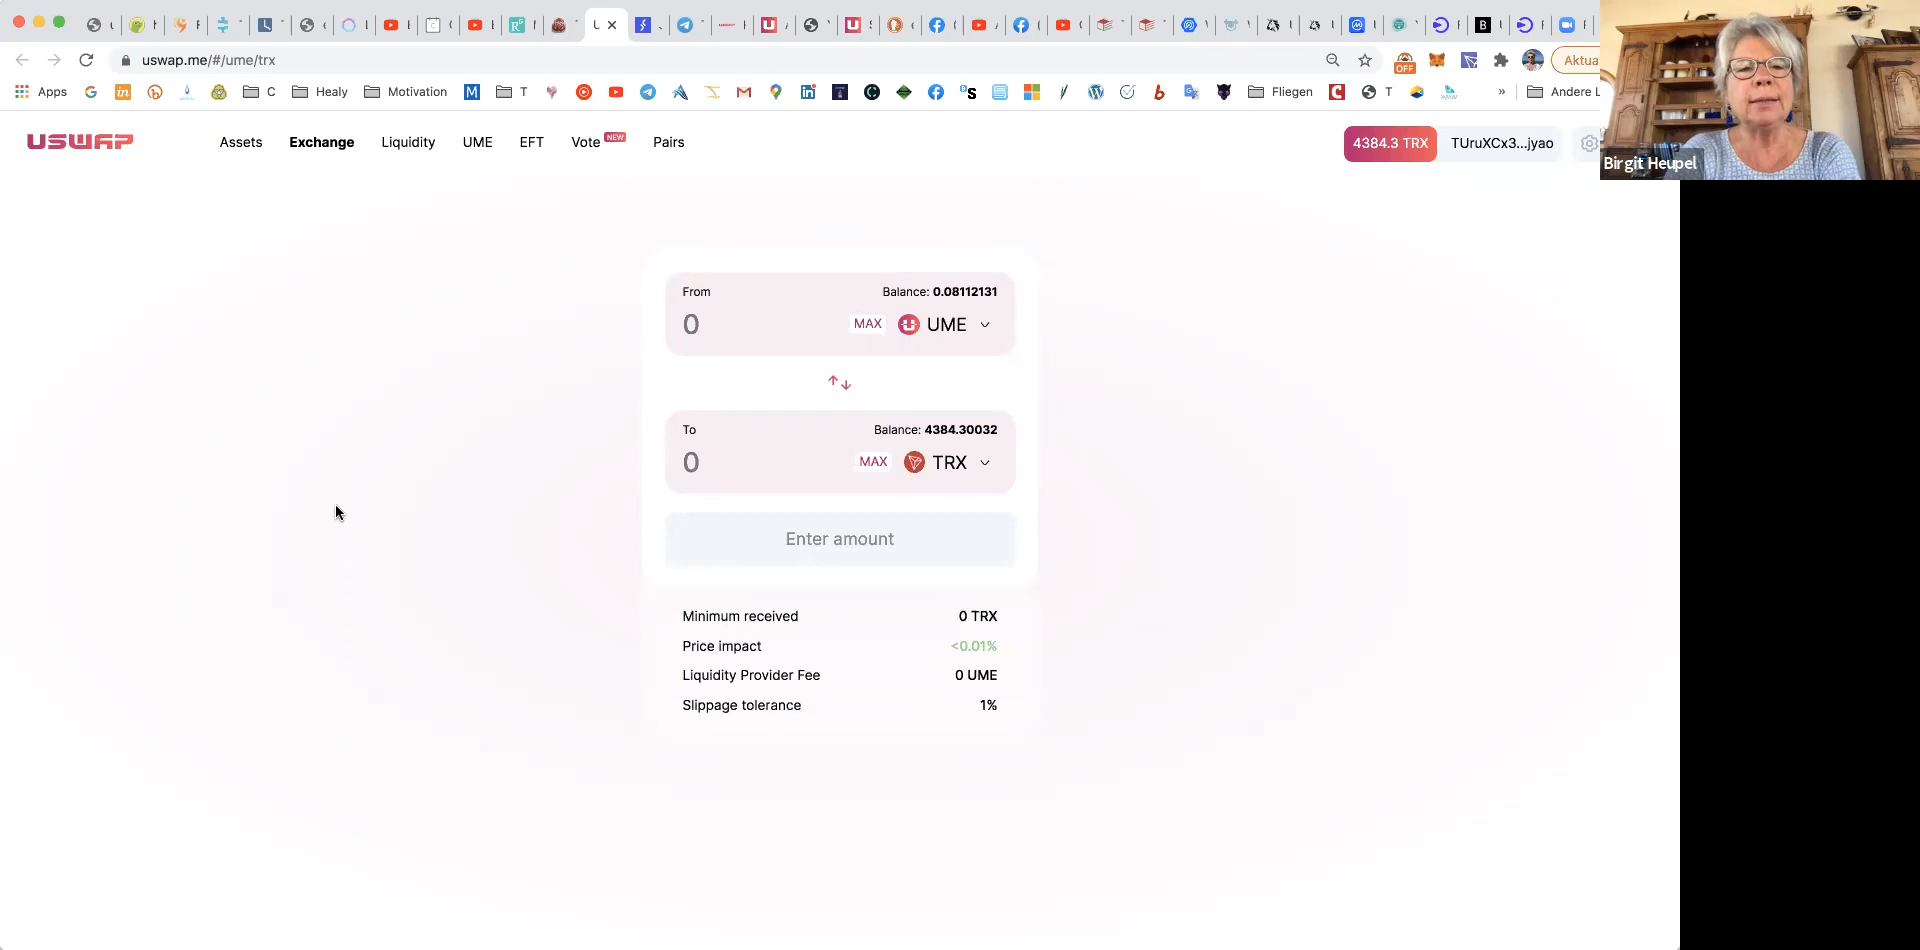 uswap.me/#/ume/trx
OFF
Aktua
Apps
C
Healy
Motivation
T
Fliegen
T
»
Andere L
USWAP
Assets
Exchange
Liquidity
UME
EFT
Vote NEW
Pairs
4384.3 TRX
TUruXCx3...jyao
Birgit Heupel
From
Balance: 0.08112131
0
MAX
UME
To
Balance: 4384.30032
0
MAX
TRX
Enter amount
Minimum received
0 TRX
Price impact
<0.01%
Liquidity Provider Fee
0 UME
Slippage tolerance
1%